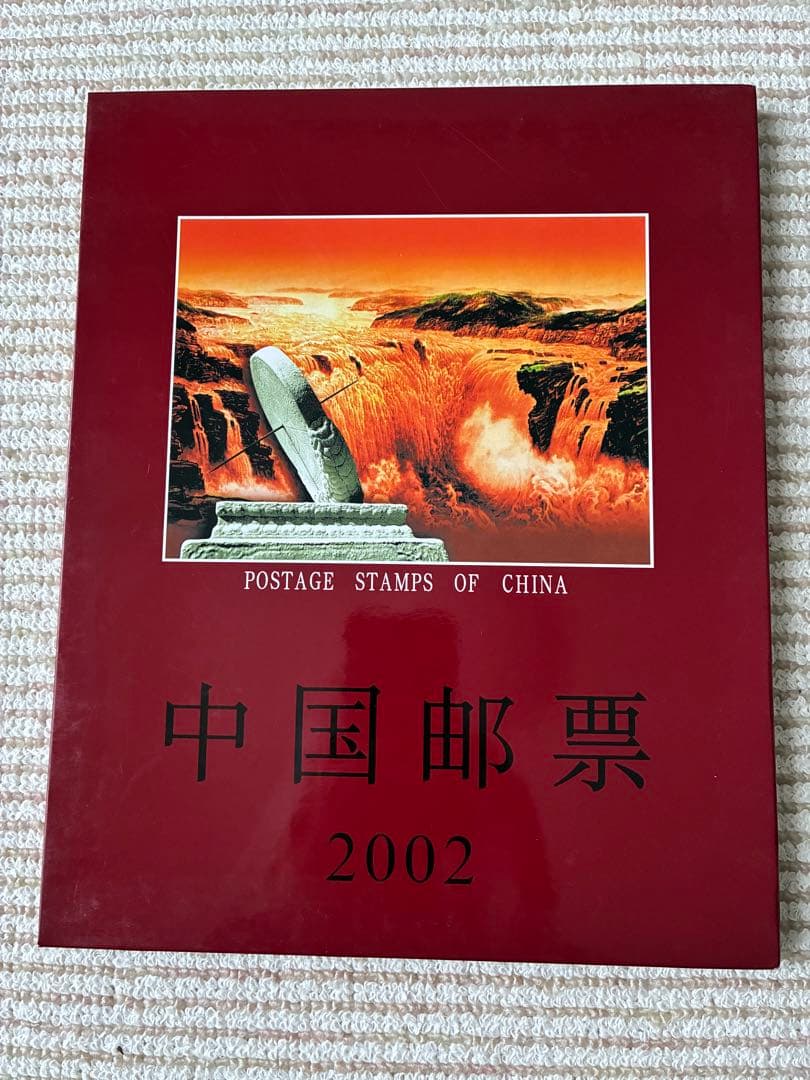 POSTAGE STAMPS OF CHINA
中国邮票
2002